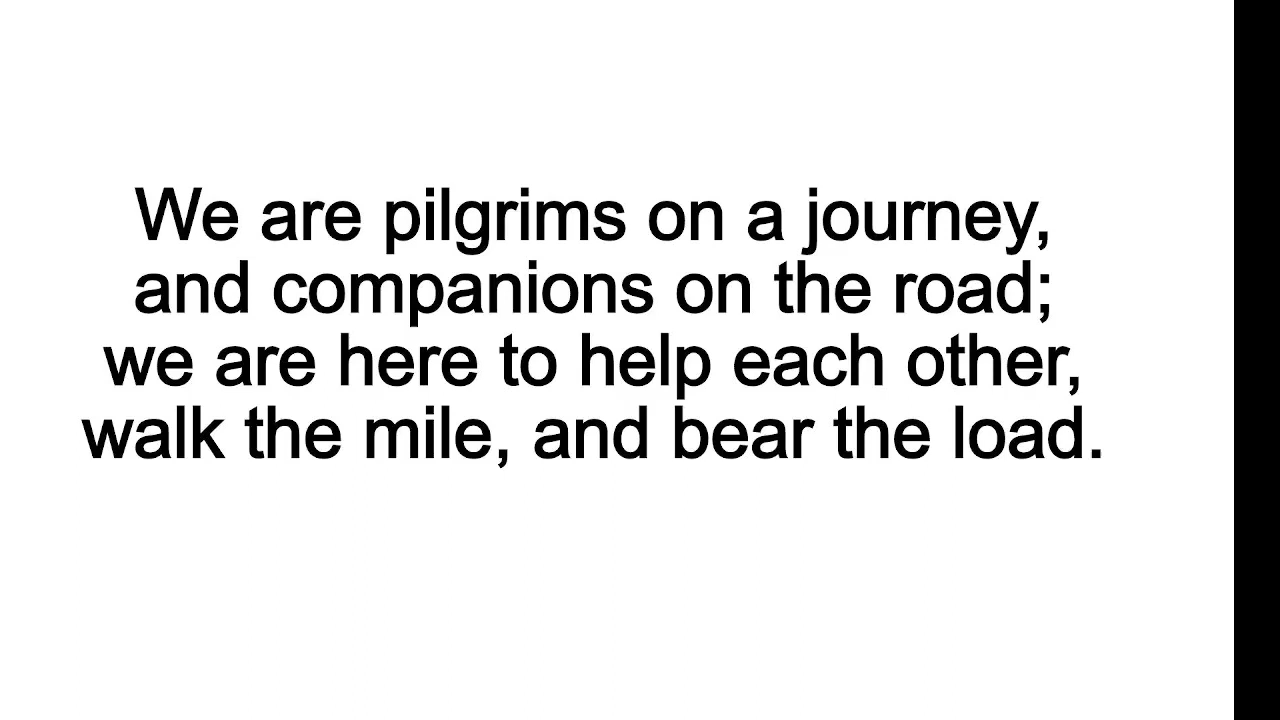 We are pilgrims on a journey,
and companions on the road;
we are here to help each other,
walk the mile, and bear the load.